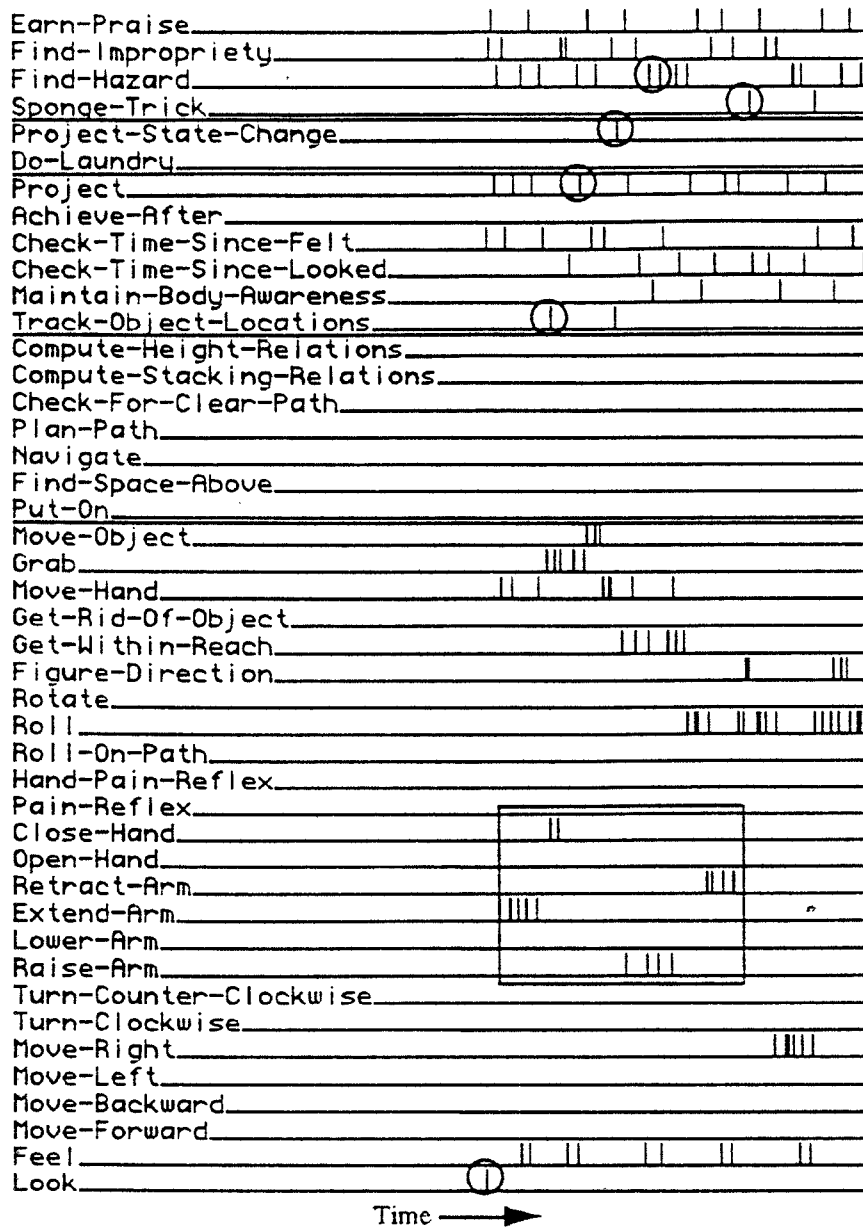 Earn-Praise
Find-Impropriety
Find-Hazard
Sponge-Trick
Project-State-Change
Do-Laundry
Project
Achieve-After
Check-Time-Since-Felt
Check-Time-Since-Looked
Maintain-Body-Awareness
Track-Object-Locations
Compute-Height-Relations
Compute-Stacking-Relations
Check-For-Clear-Path
Plan-Path
Navigate
Find-Space-Above
Put-On
Move-Object
Grab
Move-Hand
Get-Rid-Of-Object
Get-Within-Reach
Figure-Direction
Rotate
Roll
Roll-On-Path
Hand-Pain-Reflex
Pain-Reflex
Close-Hand
Open-Hand
Retract-Arm
Extend-Arm
Lower-Arm
Raise-Arm
Turn-Counter-Clockwise
Turn-Clockwise
Move-Right
Move-Left
Move-Backward
Move-Forward
Feel
Look
Time